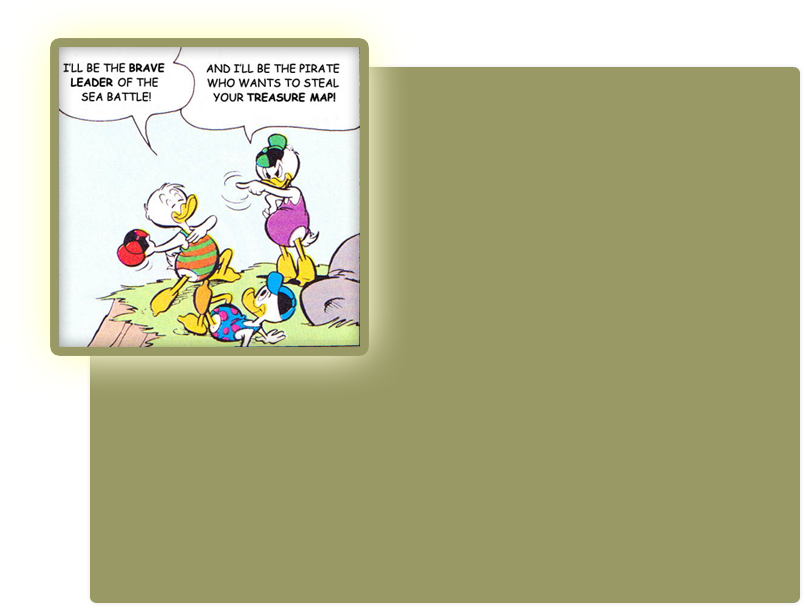 I'LL BE THE BRAVE
LEADER OF THE
SEA BATTLE!
AND I'LL BE THE PIRATE
WHO WANTS TO STEAL
YOUR TREASURE MAP!